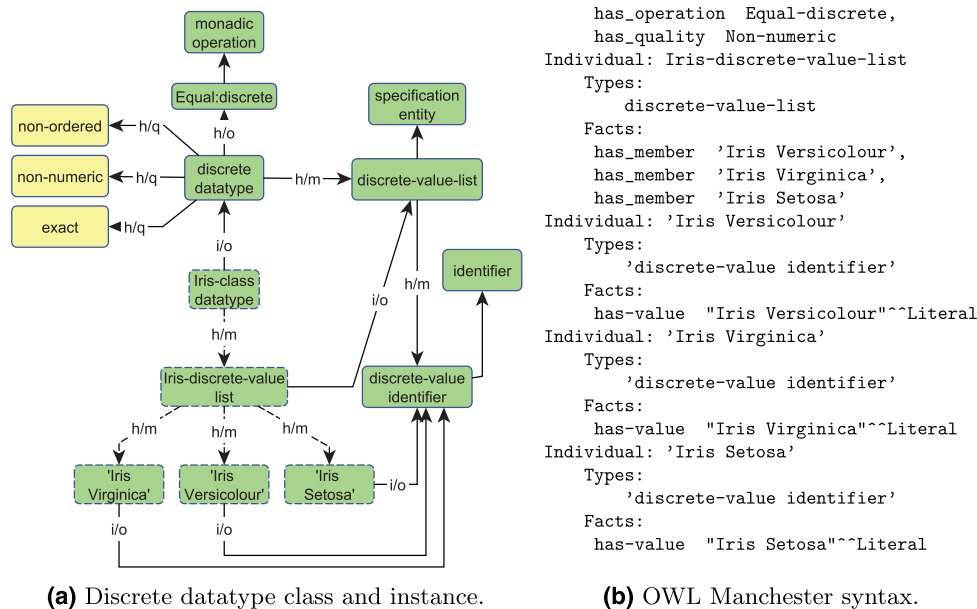 monadic
operation
Equal:discrete
specification
entity
non-ordered
h/q
h/o
non-numeric
h/q
discrete
datatype
h/m
discrete-value-list
exact
h/q
i/o
identifier
Iris-class
datatype
i/o
h/m
h/m
Iris-discrete-value
list
discrete-value
identifier
h/m
h/m
h/m
'Iris
Virginica'
'Iris
Versicolour'
'Iris
Setosa'
i/o
i/o
i/o
(a) Discrete datatype class and instance.
has_operation Equal-discrete,
has_quality Non-numeric
Individual: Iris-discrete-value-list
Types:
discrete-value-list
Facts:
has_member ’Iris Versicolour’,
has_member ’Iris Virginica’,
has_member ’Iris Setosa’
Individual: ’Iris Versicolour’
Types:
’discrete-value identifier’
Facts:
has-value "Iris Versicolour"^^Literal
Individual: ’Iris Virginica’
Types:
’discrete-value identifier’
Facts:
has-value "Iris Virginica"^^Literal
Individual: ’Iris Setosa’
Types:
’discrete-value identifier’
Facts:
has-value "Iris Setosa"^^Literal
(b) OWL Manchester syntax.